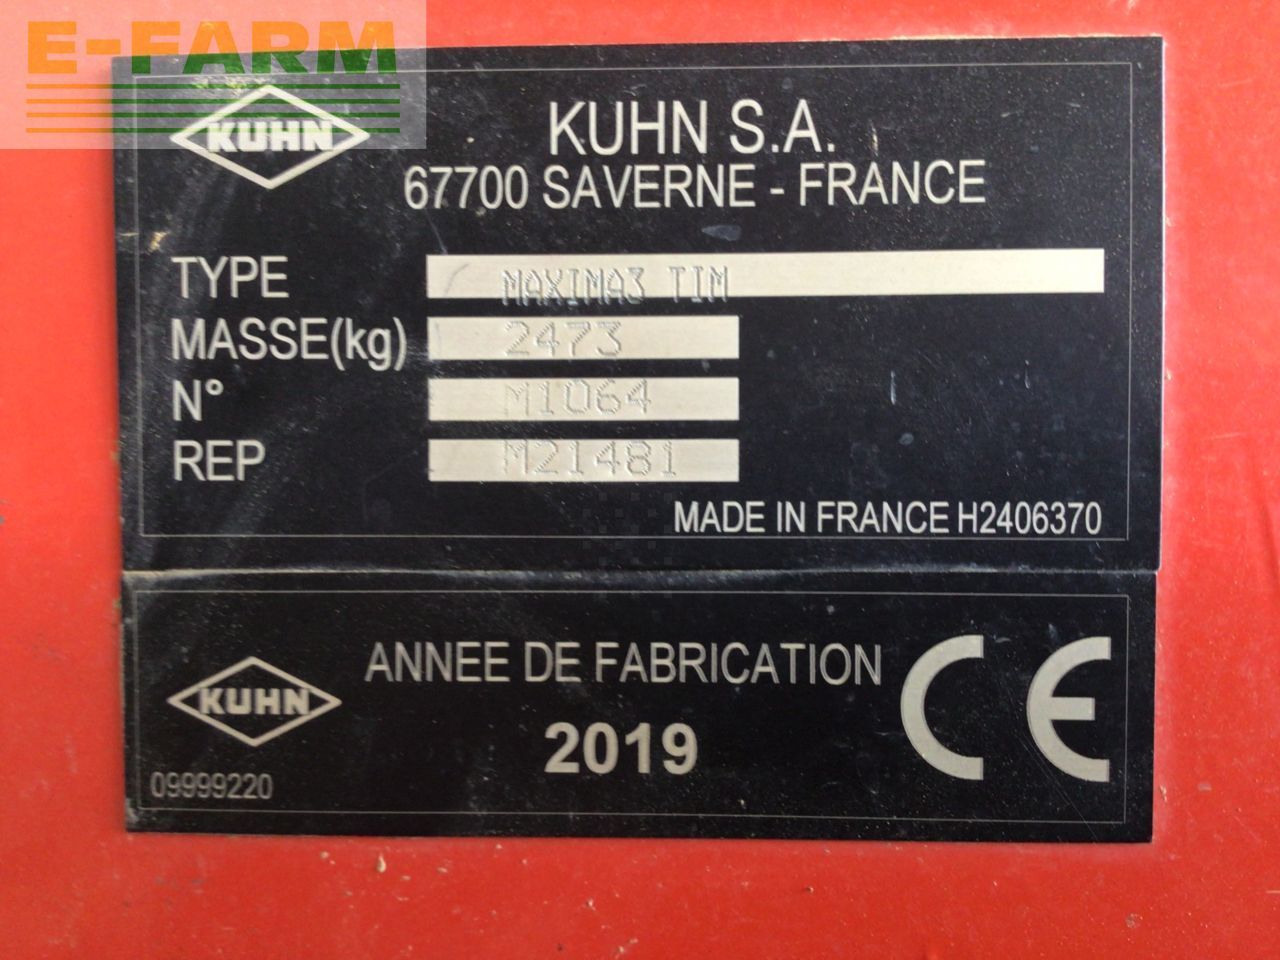 E-FARM
KUHN
KUHN S.A.
67700 SAVERNE - FRANCE
TYPE MAXIMA3 TIM
MASSE(kg) 2473
N° M1064
REP M21481
MADE IN FRANCE H2406370
KUHN
ANNEE DE FABRICATION
2019
CE
09999220